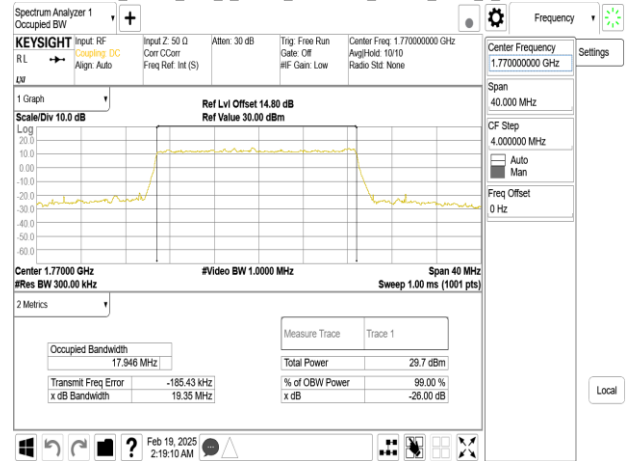 Spectrum Analyzer 1
Occupied BW
Frequency
KEYSIGHT
RL
LXI
Input: RF
Coupling: DC
Align: Auto
Input Z: 50 Ω
Corr CCorr
Freq Ref: Int (S)
Atten: 30 dB
Trig: Free Run
Gate: Off
#IF Gain: Low
Center Freq: 1.770000000 GHz
Avg|Hold: 10/10
Radio Std: None
Center Frequency
1.770000000 GHz
Settings
Span
40.000 MHz
CF Step
4.000000 MHz
Auto
Man
Freq Offset
0 Hz
1 Graph
Scale/Div 10.0 dB
Ref Lvl Offset 14.80 dB
Ref Value 30.00 dBm
Log
20.0
10.0
0.00
-10.0
-20.0
-30.0
-40.0
-50.0
-60.0
Center 1.77000 GHz
#Video BW 1.0000 MHz
Span 40 MHz
#Res BW 300.00 kHz
Sweep 1.00 ms (1001 pts)
2 Metrics
Measure Trace
Trace 1
Occupied Bandwidth
17.946 MHz
Total Power
29.7 dBm
Transmit Freq Error
-185.43 kHz
% of OBW Power
99.00 %
x dB Bandwidth
19.35 MHz
x dB
-26.00 dB
Local
?
Feb 19, 2025
2:19:10 AM